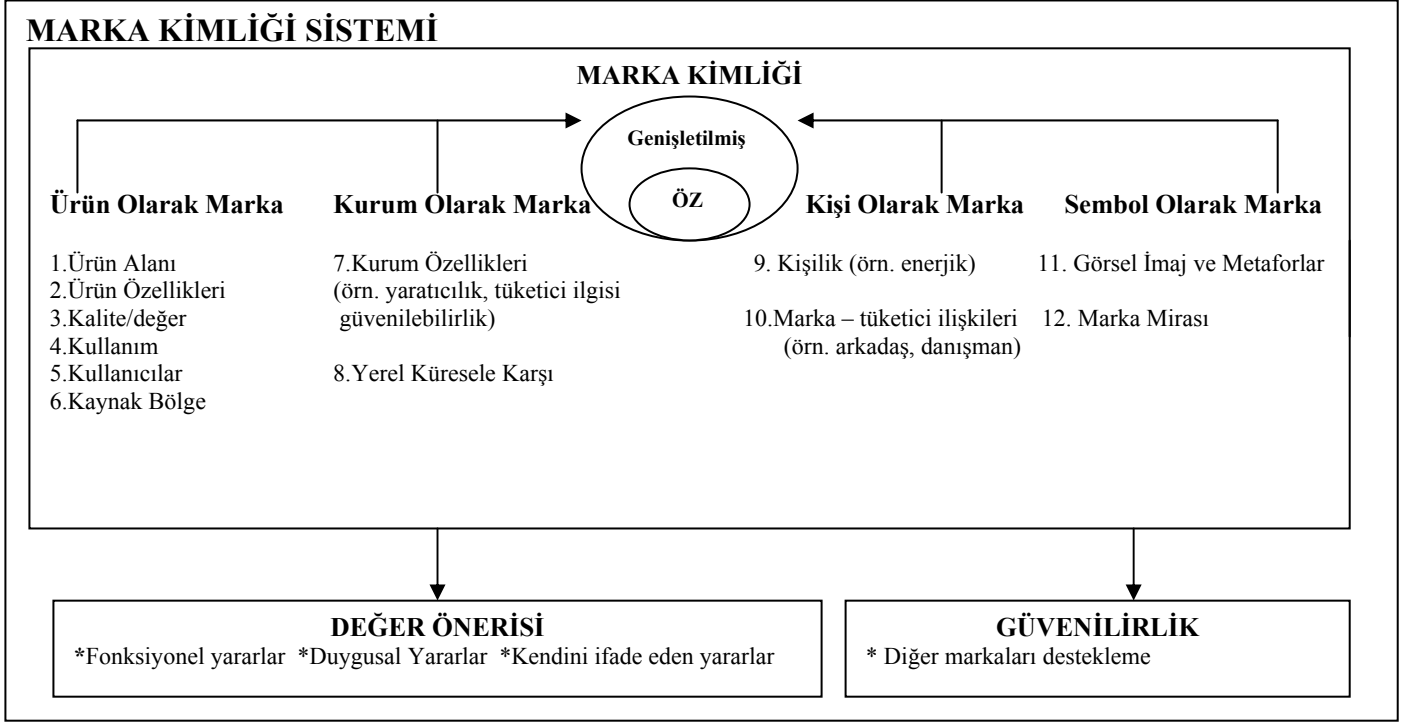 MARKA KİMLİĞİ SİSTEMİ
MARKA KİMLİĞİ
Genişletilmiş
ÖZ
Ürün Olarak Marka
1.Ürün Alanı
2.Ürün Özellikleri
3.Kalite/değer
4.Kullanım
5.Kullanıcılar
6.Kaynak Bölge
Kurum Olarak Marka
7.Kurum Özellikleri
(örn. yaratıcılık, tüketici ilgisi
güvenilebilirlik)
8.Yerel Küresele Karşı
Kişi Olarak Marka
9. Kişilik (örn. enerjik)
10.Marka – tüketici ilişkileri
(örn. arkadaş, danışman)
Sembol Olarak Marka
11. Görsel İmaj ve Metaforlar
12. Marka Mirası
DEĞER ÖNERİSİ
*Fonksiyonel yararlar *Duygusal Yararlar *Kendini ifade eden yararlar
GÜVENİLİRLİK
* Diğer markaları destekleme